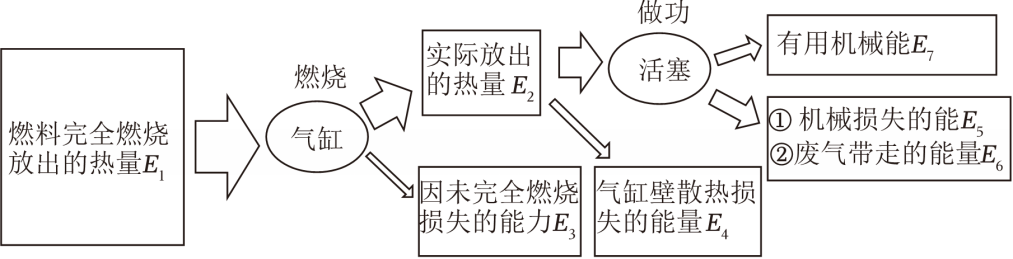 做功
燃烧
燃料完全燃烧
放出的热量E₁
气缸
实际放出
的热量E₂
活塞
有用机械能E₇
①机械损失的能E₅
②废气带走的能量E₆
因未完全燃烧
损失的能力E₃
气缸壁散热损
失的能量E₄